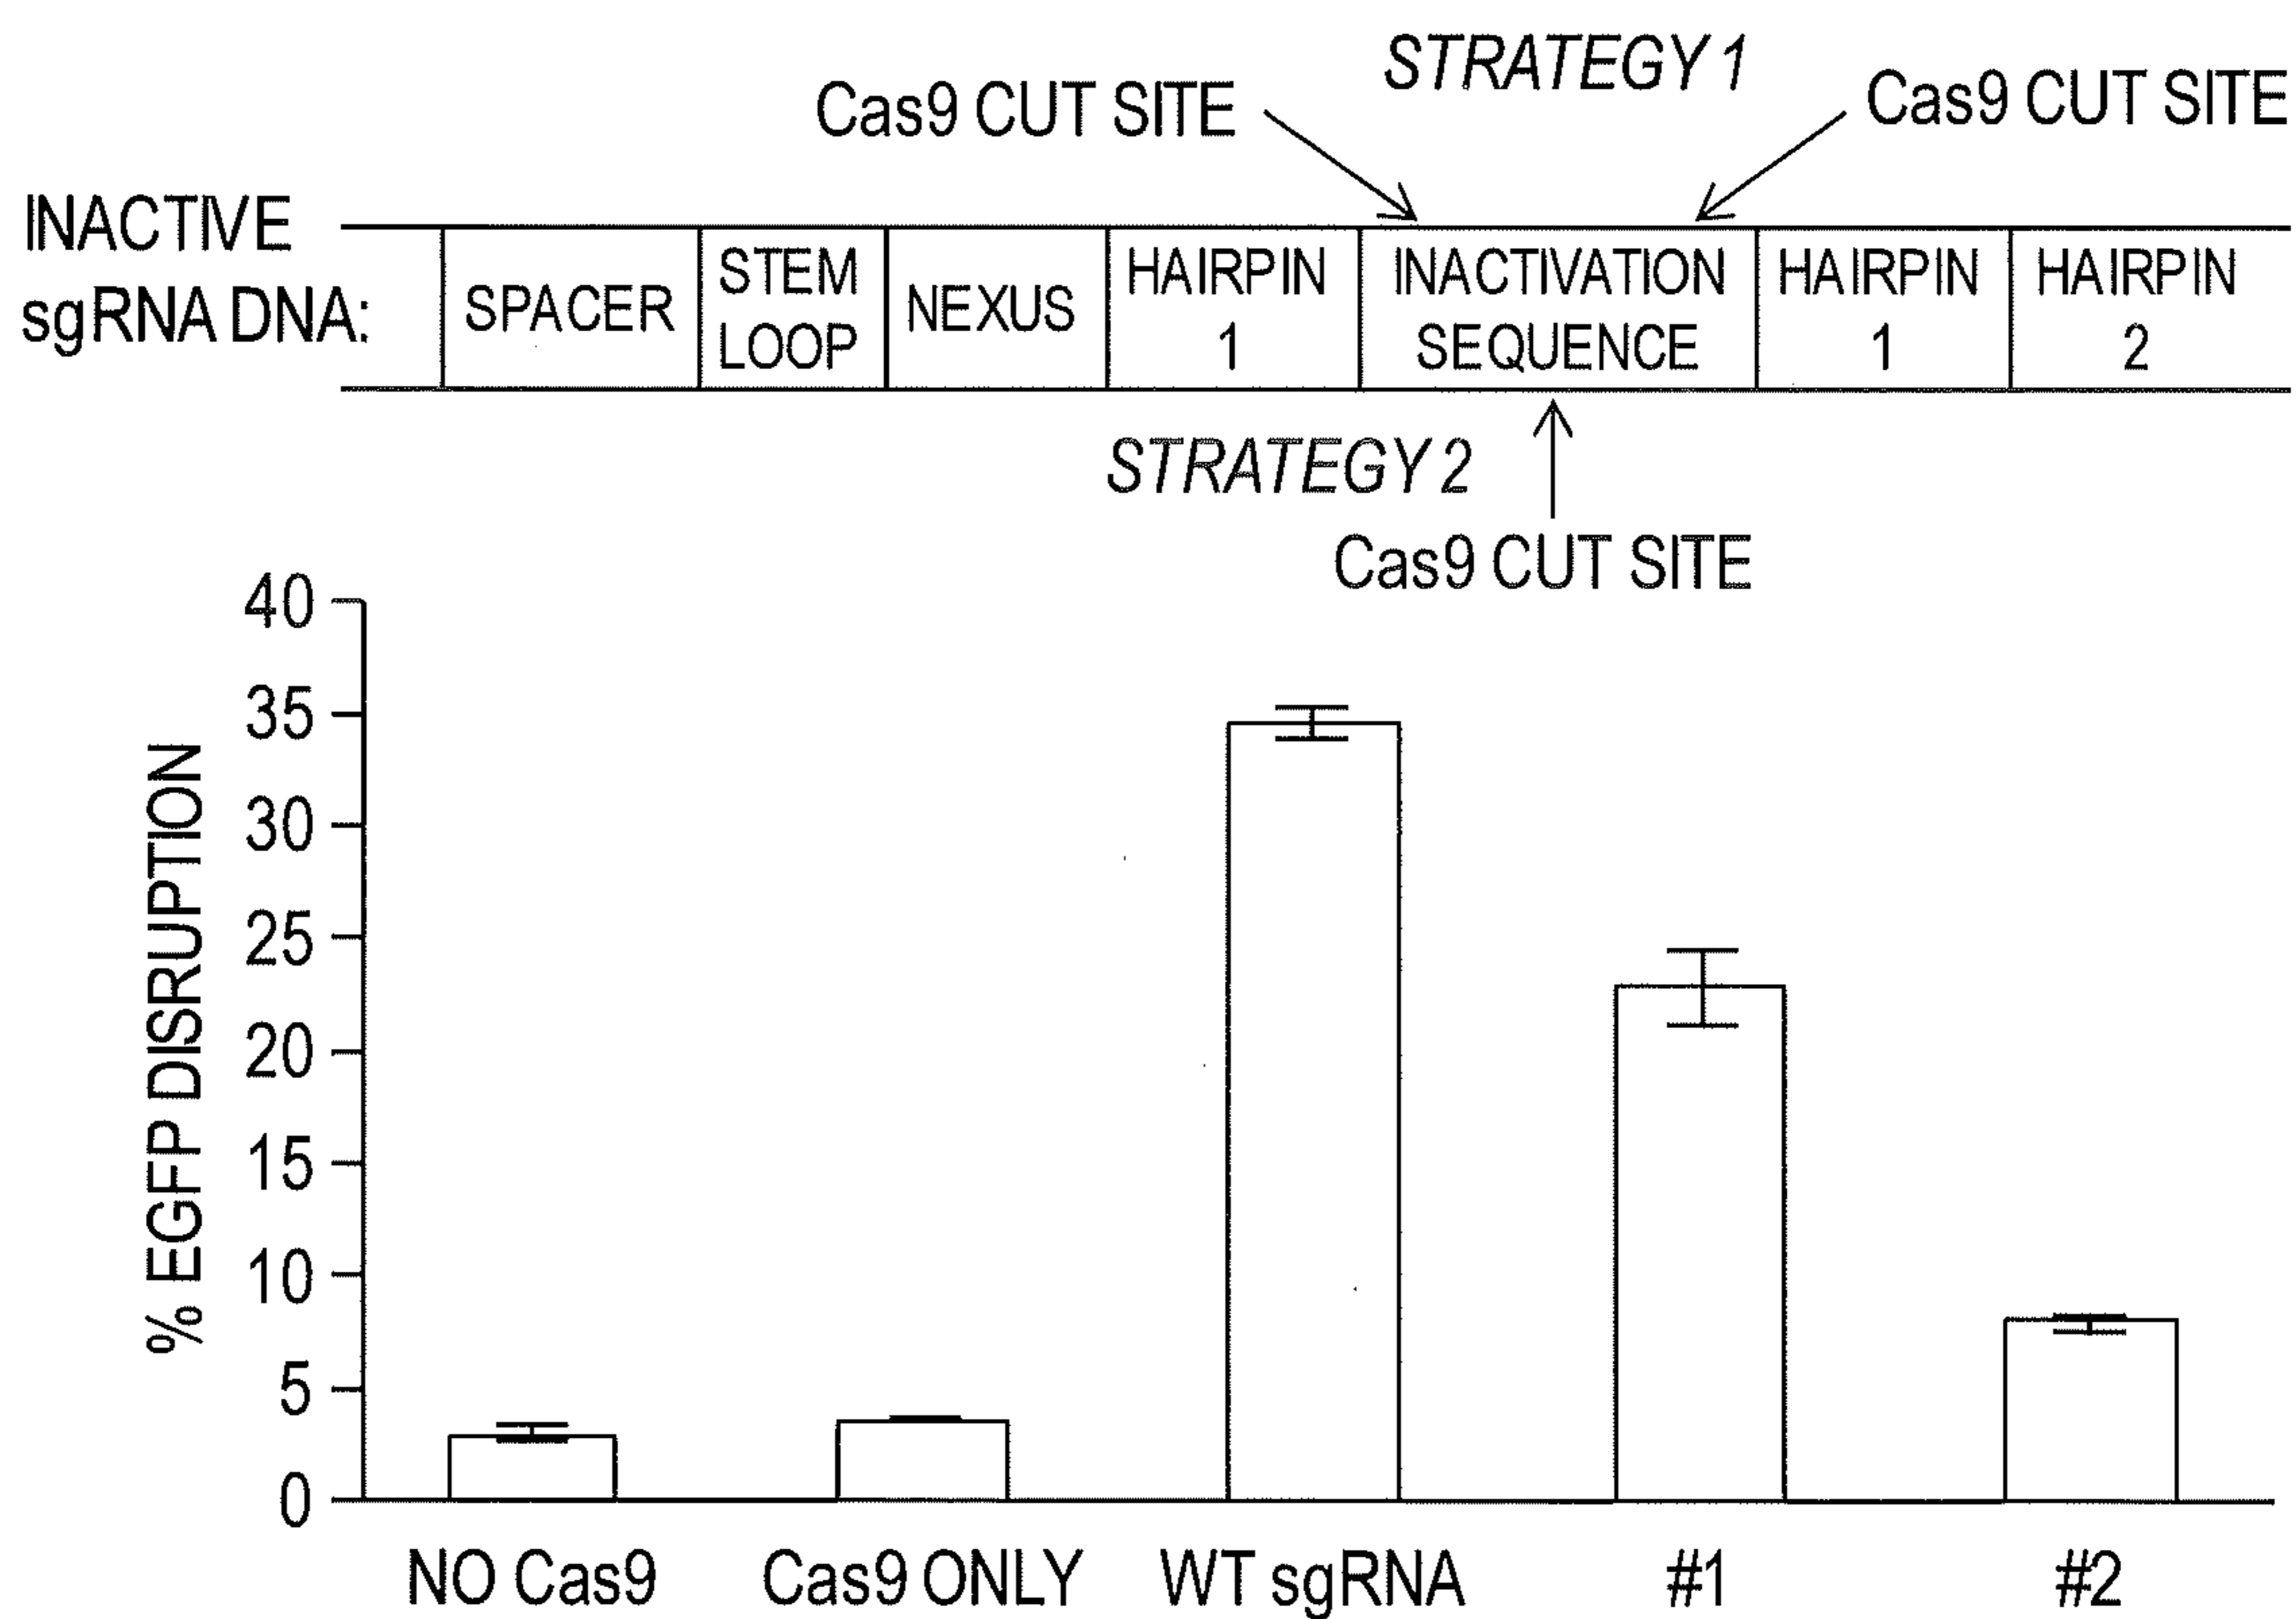 STRATEGY 1
Cas9 CUT SITE
Cas9 CUT SITE
INACTIVE
sgRNA DNA:
SPACER
STEM
LOOP
NEXUS
HAIRPIN
1
INACTIVATION
SEQUENCE
HAIRPIN
1
HAIRPIN
2
STRATEGY 2
Cas9 CUT SITE
% EGFP DISRUPTION
40
35
30
25
20
15
10
5
0
NO Cas9
Cas9 ONLY
WT sgRNA
#1
#2